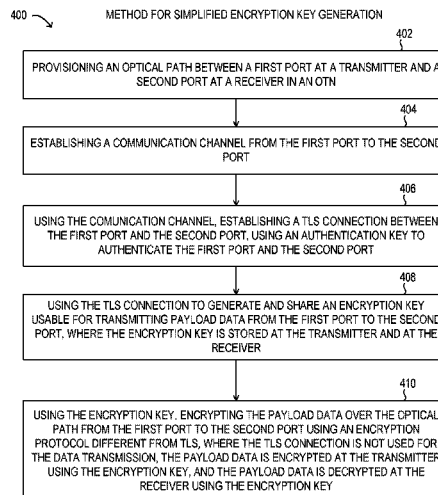 400
METHOD FOR SIMPLIFIED ENCRYPTION KEY GENERATION
402
PROVISIONING AN OPTICAL PATH BETWEEN A FIRST PORT AT A TRANSMITTER AND A
SECOND PORT AT A RECEIVER IN AN OTN
404
ESTABLISHING A COMMUNICATION CHANNEL FROM THE FIRST PORT TO THE SECOND
PORT
406
USING THE COMUNICATION CHANNEL, ESTABLISHING A TLS CONNECTION BETWEEN
THE FIRST PORT AND THE SECOND PORT, USING AN AUTHENTICATION KEY TO
AUTHENTICATE THE FIRST PORT AND THE SECOND PORT
408
USING THE TLS CONNECTION TO GENERATE AND SHARE AN ENCRYPTION KEY
USABLE FOR TRANSMITTING PAYLOAD DATA FROM THE FIRST PORT TO THE SECOND
PORT, WHERE THE ENCRYPTION KEY IS STORED AT THE TRANSMITTER AND AT THE
RECEIVER
410
USING THE ENCRYPTION KEY, ENCRYPTING THE PAYLOAD DATA OVER THE OPTICAL
PATH FROM THE FIRST PORT TO THE SECOND PORT USING AN ENCRYPTION
PROTOCOL DIFFERENT FROM TLS, WHERE THE TLS CONNECTION IS NOT USED FOR
THE DATA TRANSMISSION, THE PAYLOAD DATA IS ENCRYPTED AT THE TRANSMITTER
USING THE ENCRYPTION KEY, AND THE PAYLOAD DATA IS DECRYPTED AT THE
RECEIVER USING THE ENCRYPTION KEY